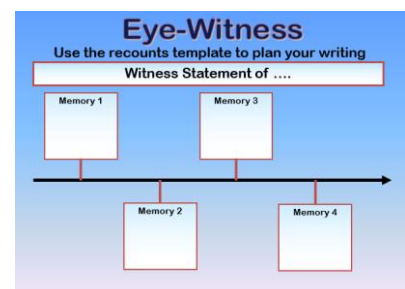 Eye-Witness
Use the recounts template to plan your writing
Witness Statement of ....
Memory 1
Memory 3
Memory 2
Memory 4